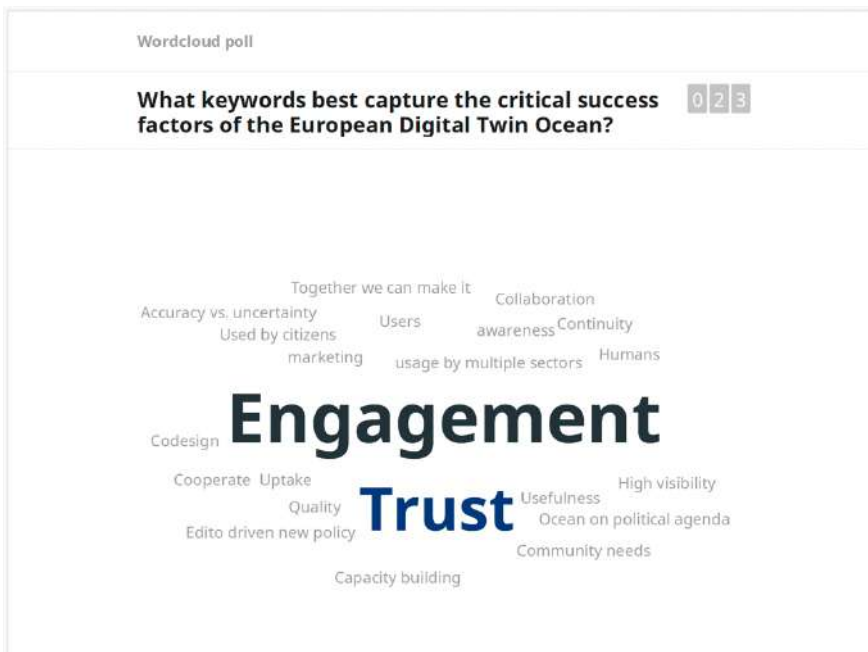 Wordcloud poll
What keywords best capture the critical success
factors of the European Digital Twin Ocean?
0 2 3
Together we can make it
Collaboration
Accuracy vs. uncertainty
Users
awareness
Continuity
Used by citizens
marketing
usage by multiple sectors
Humans
Engagement
Codesign
Cooperate
Uptake
High visibility
Quality
Trust
Usefulness
Ocean on political agenda
Edito driven new policy
Community needs
Capacity building